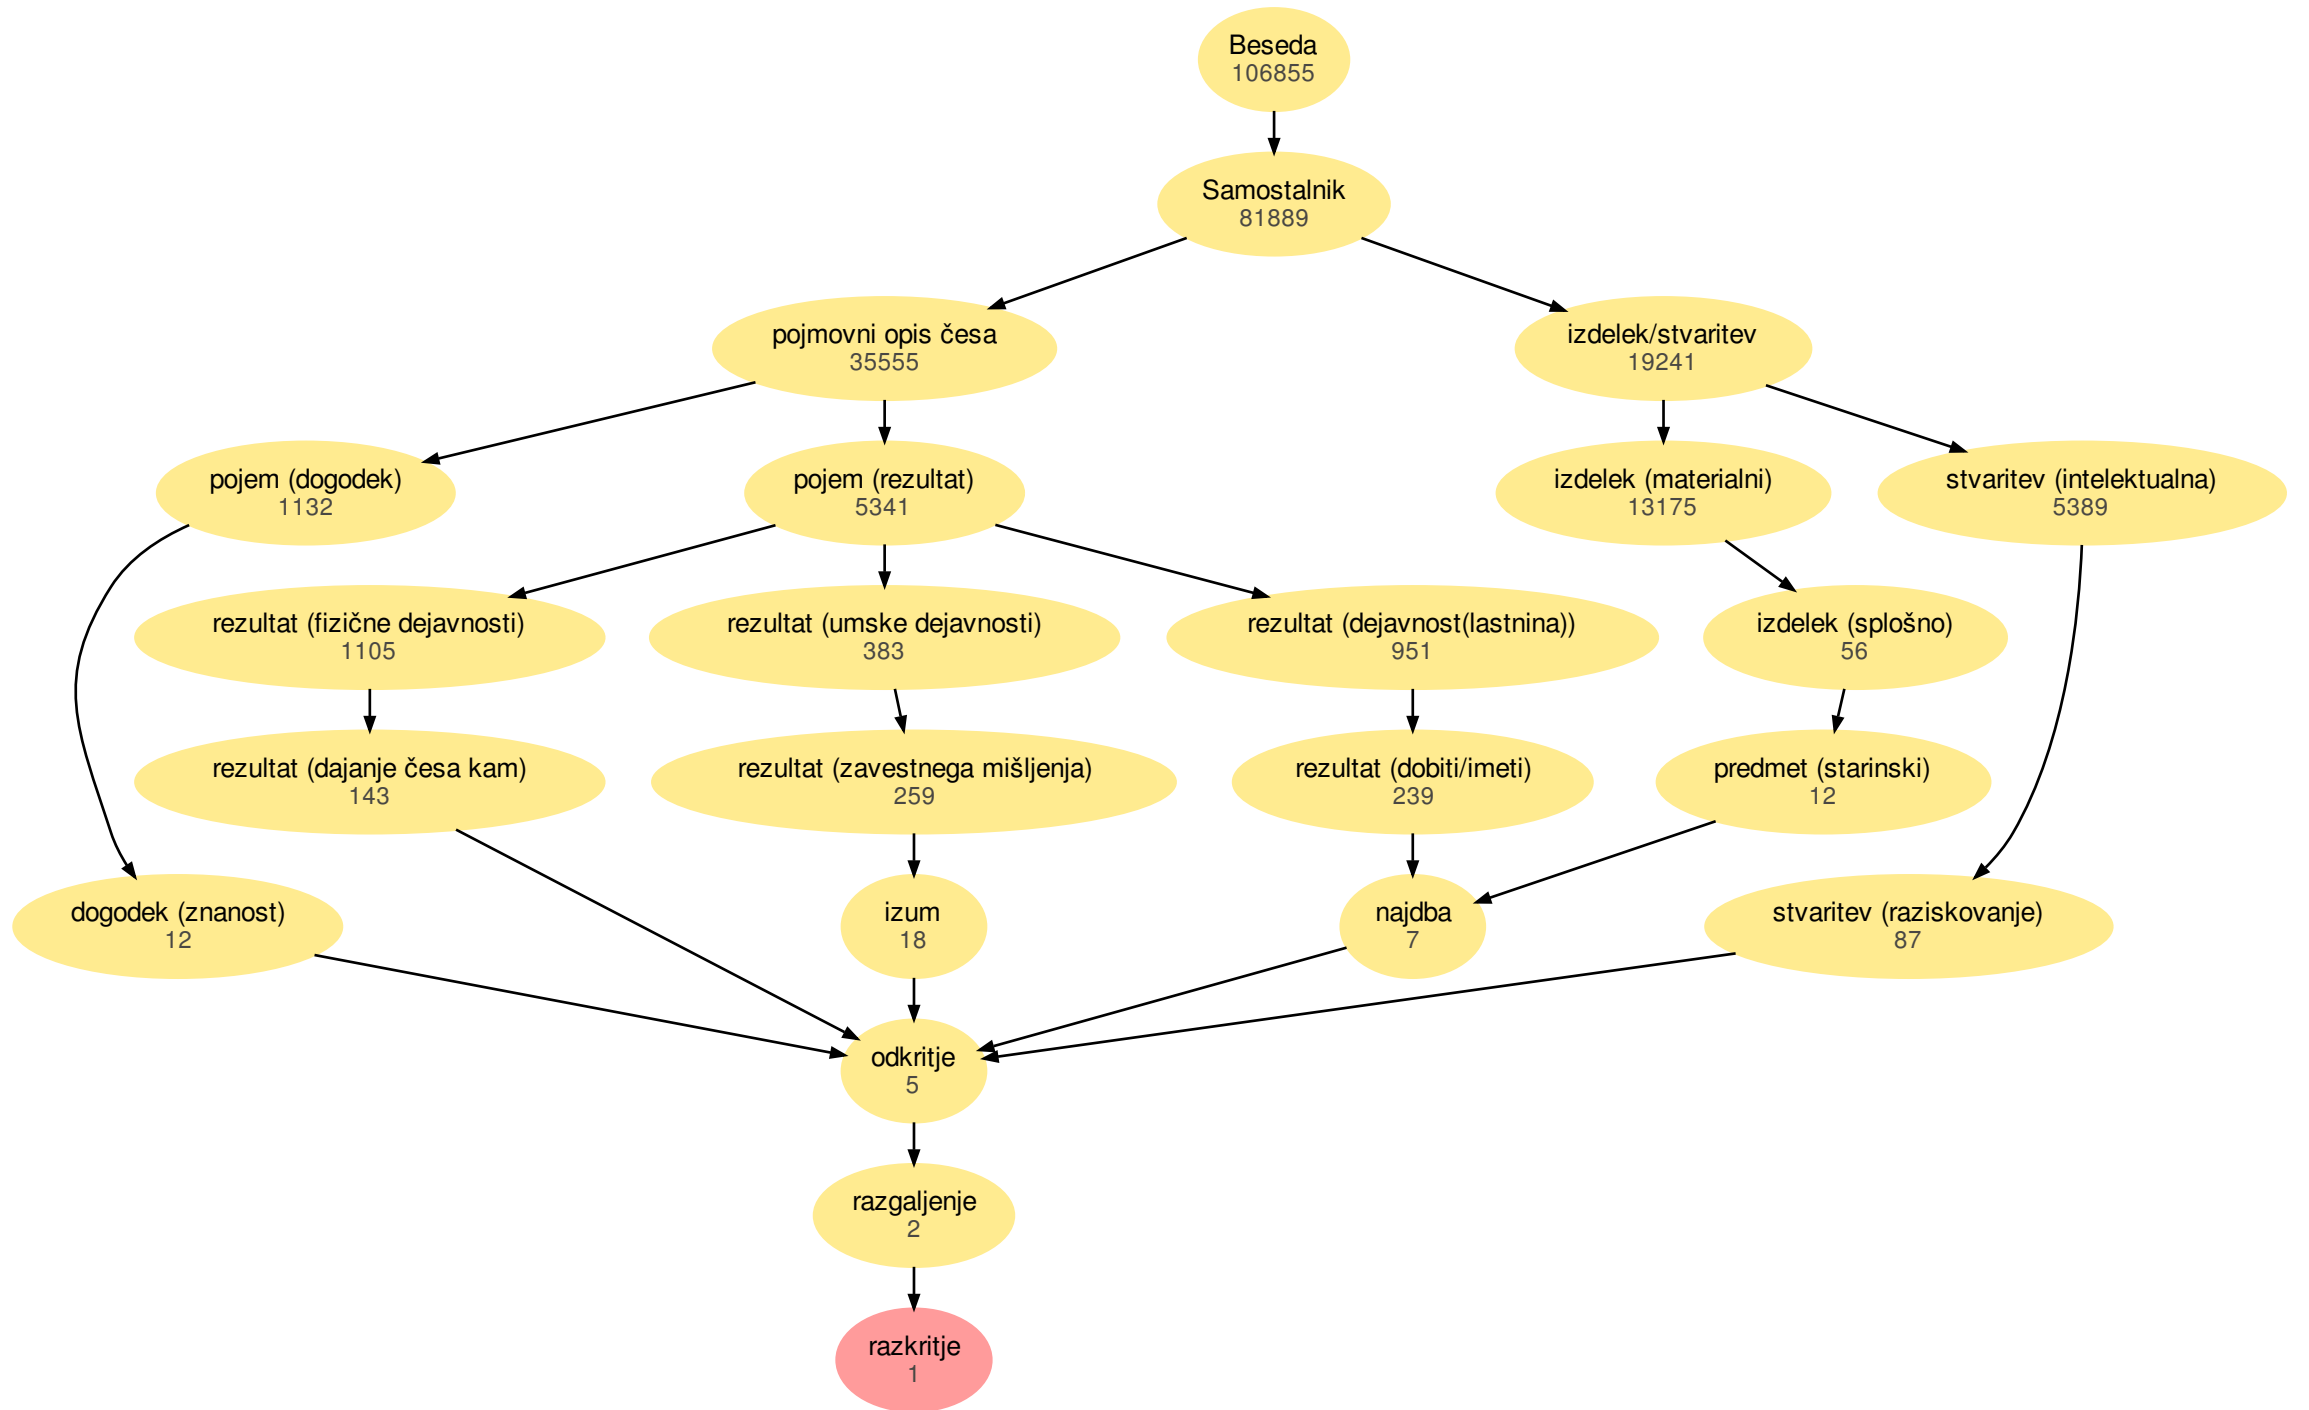 Beseda
106855
Samostalnik
81889
pojmovni opis česa
35555
izdelek/stvaritev
19241
pojem (dogodek)
1132
pojem (rezultat)
5341
izdelek (materialni)
13175
stvaritev (intelektualna)
5389
rezultat (fizične dejavnosti)
1105
rezultat (umske dejavnosti)
383
rezultat (dejavnost(lastnina))
951
izdelek (splošno)
56
rezultat (dajanje česa kam)
143
rezultat (zavestnega mišljenja)
259
rezultat (dobiti/imeti)
239
predmet (starinski)
12
dogodek (znanost)
12
izum
18
najdba
7
stvaritev (raziskovanje)
87
odkritje
5
razgaljenje
2
razkritje
1